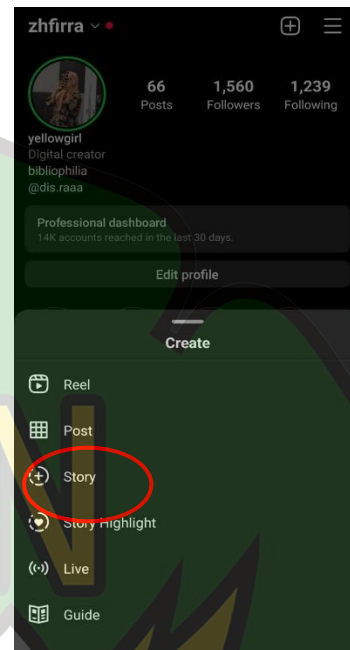 zhfirra
66 1,560 1,239
Posts Followers Following
yellowgirl
Digital creator
bibliophilia
@dis.raaa
Professional dashboard
14K accounts reached in the last 30 days.
Edit profile
Create
Reel
Post
Story
Story Highlight
Live
Guide